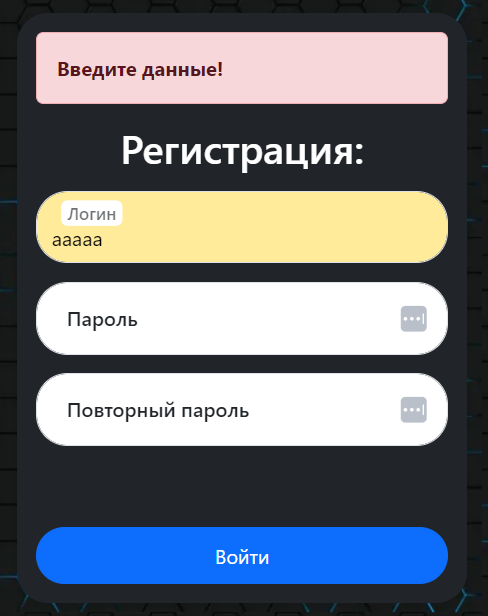 Введите данные!
Регистрация:
Логин
ааааа
Пароль
Повторный пароль
Войти